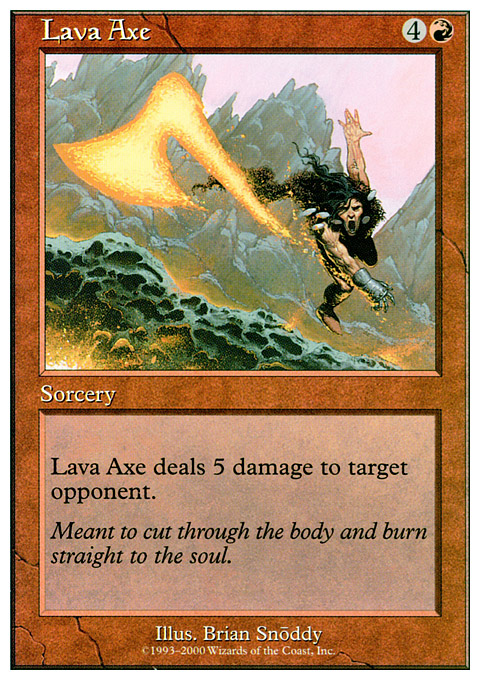 Lava Axe 4
Sorcery
Lava Axe deals 5 damage to target
opponent.
Meant to cut through the body and burn
straight to the soul.
Illus. Brian Snōddy
©1993–2000 Wizards of the Coast, Inc.